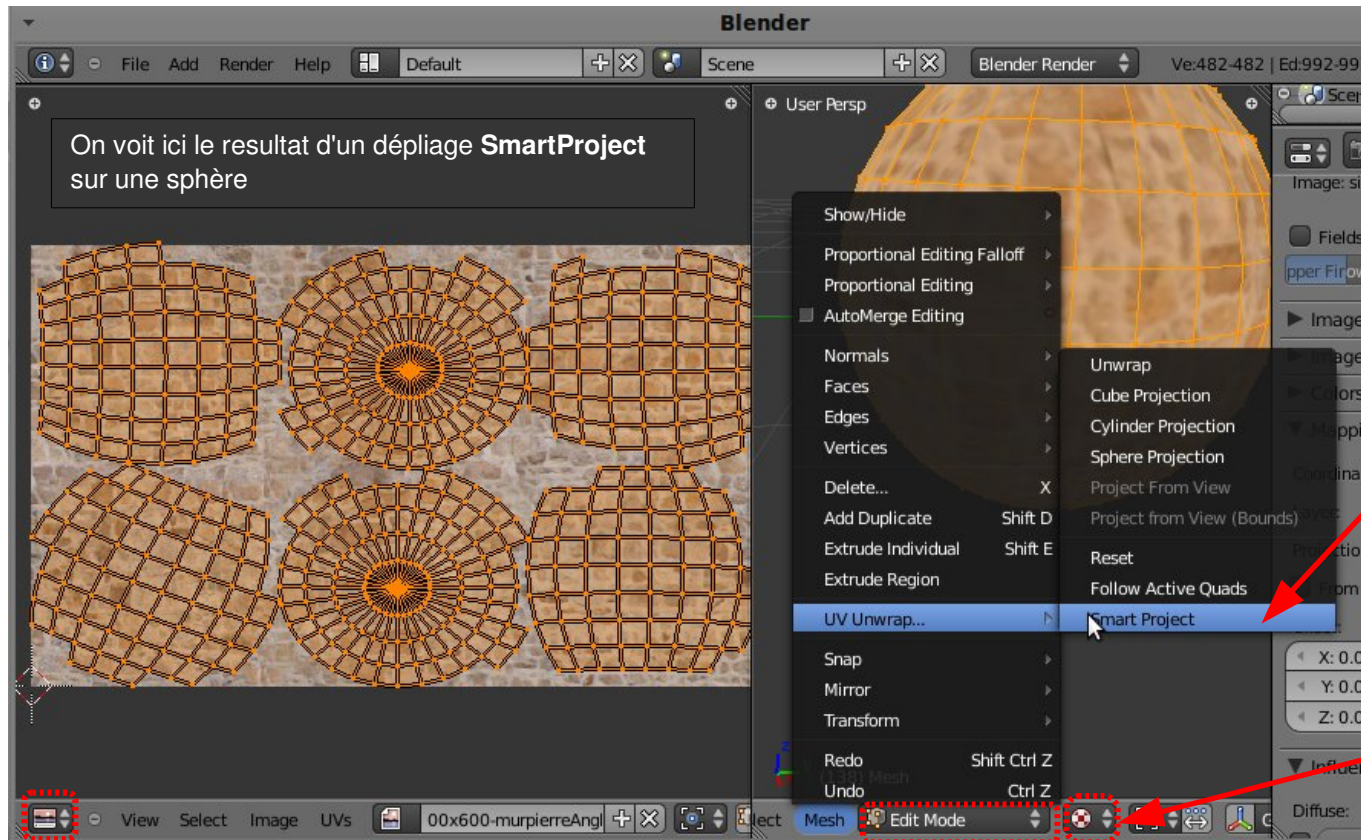 Blender
File Add Render Help Default Scene Blender Render Ve:482-482 | Ed:992-99
User Persp
On voit ici le resultat d'un dépliage SmartProject
sur une sphère
Image: si
Fields
Show/Hide
Proportional Editing Falloff
Proportional Editing
AutoMerge Editing
Normals
Faces
Edges
Vertices
Delete... X
Add Duplicate Shift D
Extrude Individual Shift E
Extrude Region
UV Unwrap...
Snap
Mirror
Transform
Redo Shift Ctrl Z
Undo Ctrl Z
Unwrap
Cube Projection
Cylinder Projection
Sphere Projection
Project From View
Project from View (Bounds)
Reset
Follow Active Quads
Smart Project
Image
X: 0.0
Y: 0.0
Z: 0.0
(138) Mesh
Diffuse:
View Select Image UVs 00x600-murpierreAngl Mesh Edit Mode